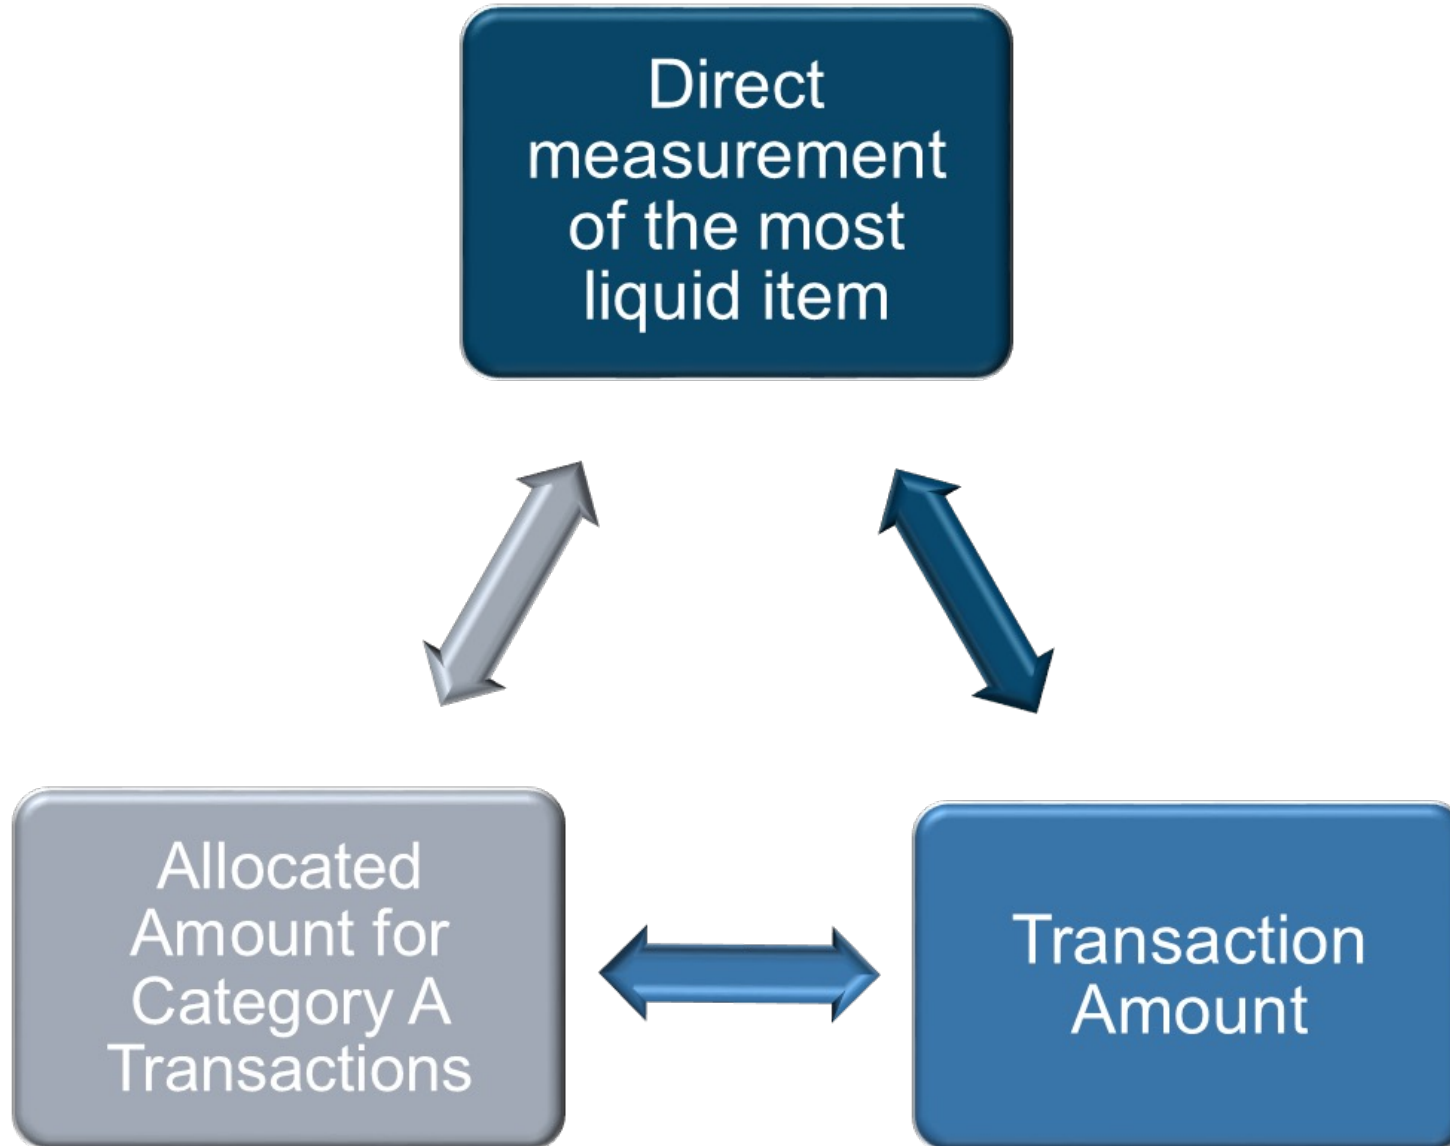 Direct
measurement
of the most
liquid item
Allocated
Amount for
Category A
Transactions
Transaction
Amount